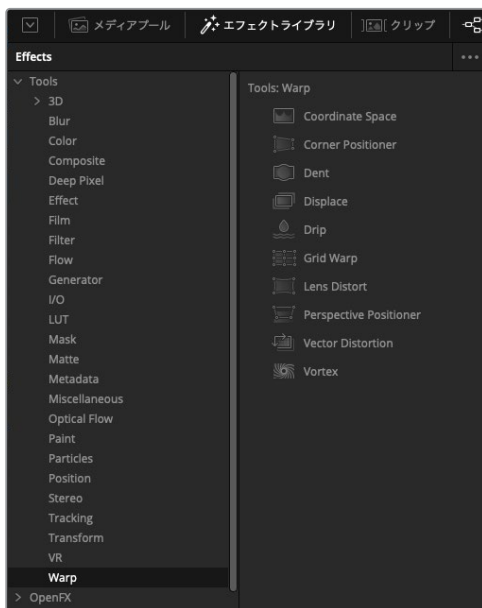 メディアプール エフェクトライブラリ クリップ
Effects
Tools
3D
Blur
Color
Composite
Deep Pixel
Effect
Film
Filter
Flow
Generator
I/O
LUT
Mask
Matte
Metadata
Miscellaneous
Optical Flow
Paint
Particles
Position
Stereo
Tracking
Transform
VR
Warp
OpenFX
Tools: Warp
Coordinate Space
Corner Positioner
Dent
Displace
Drip
Grid Warp
Lens Distort
Perspective Positioner
Vector Distortion
Vortex